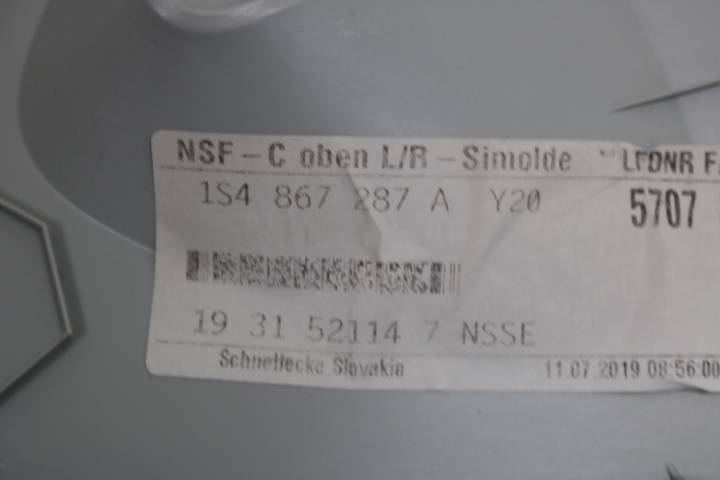 NSF-C oben L/R-Simolde LFDNR
1S4 867 287 A Y20 5707
19 31 52114 7 NSSE
Schnellecke Slovakia 11.07.2019 08:56:00